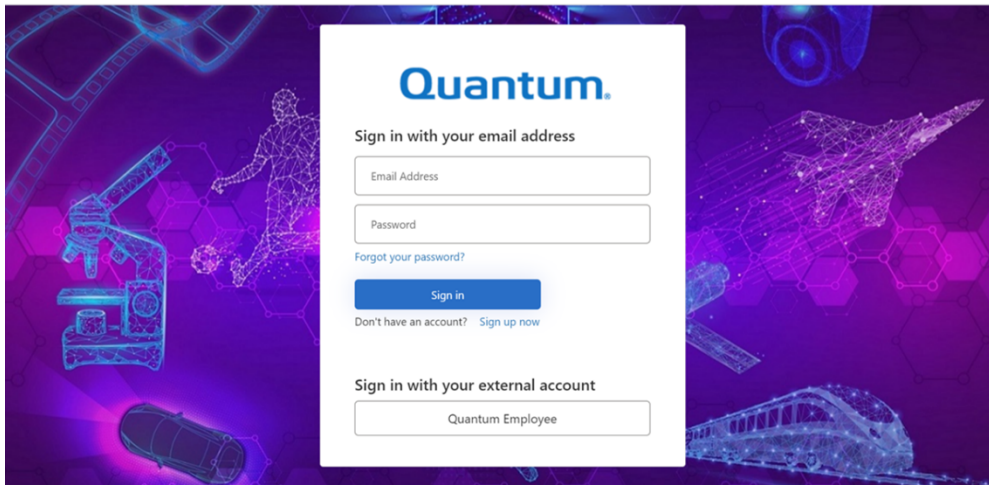 Quantum®
Sign in with your email address
Email Address
Password
Forgot your password?
Sign in
Don't have an account? Sign up now
Sign in with your external account
Quantum Employee